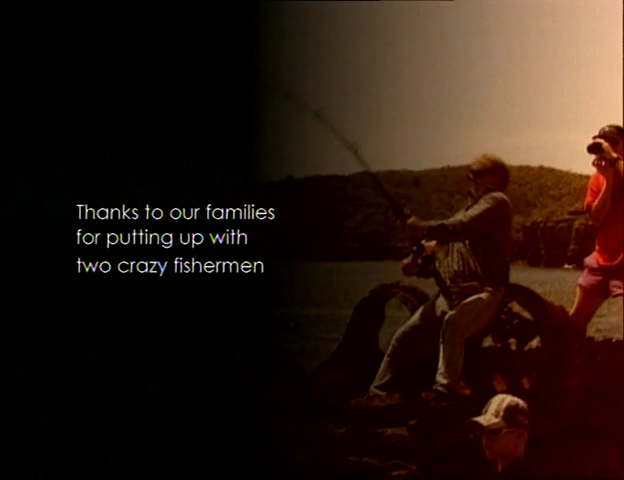 Thanks to our families
for putting up with
two crazy fishermen